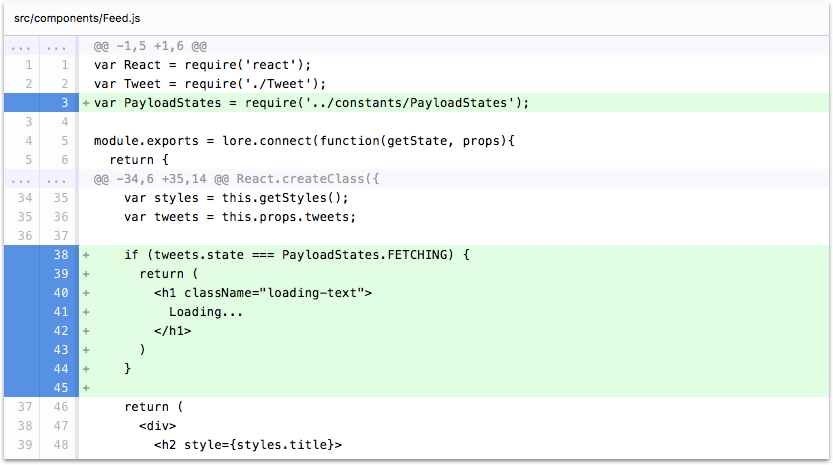 src/components/Feed.js
... ... @@ -1,5 +1,6 @@
1 1 var React = require('react');
2 2 var Tweet = require('./Tweet');
3 + var PayloadStates = require('../constants/PayloadStates');
3 4
4 5 module.exports = lore.connect(function(getState, props){
5 6 return {
... ... @@ -34,6 +35,14 @@ React.createClass({
34 35 var styles = this.getStyles();
35 36 var tweets = this.props.tweets;
36 37
38 + if (tweets.state === PayloadStates.FETCHING) {
39 + return (
40 + <h1 className="loading-text">
41 + Loading...
42 + </h1>
43 + )
44 + }
45 +
37 46 return (
38 47 <div>
39 48 <h2 style={styles.title}>